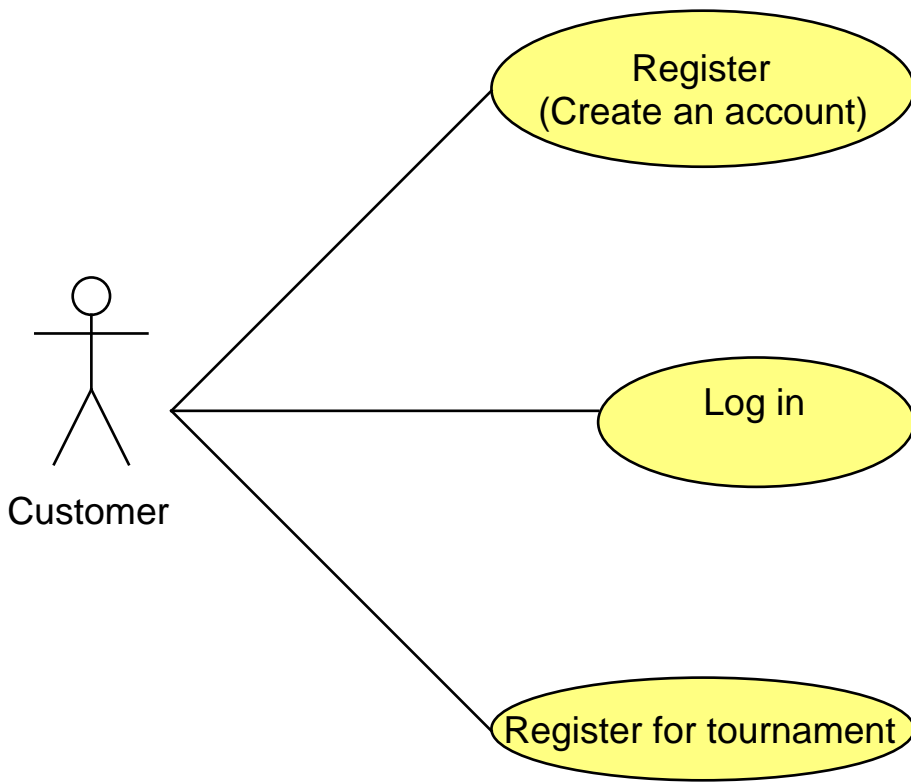 Register
(Create an account)
Log in
Customer
Register for tournament